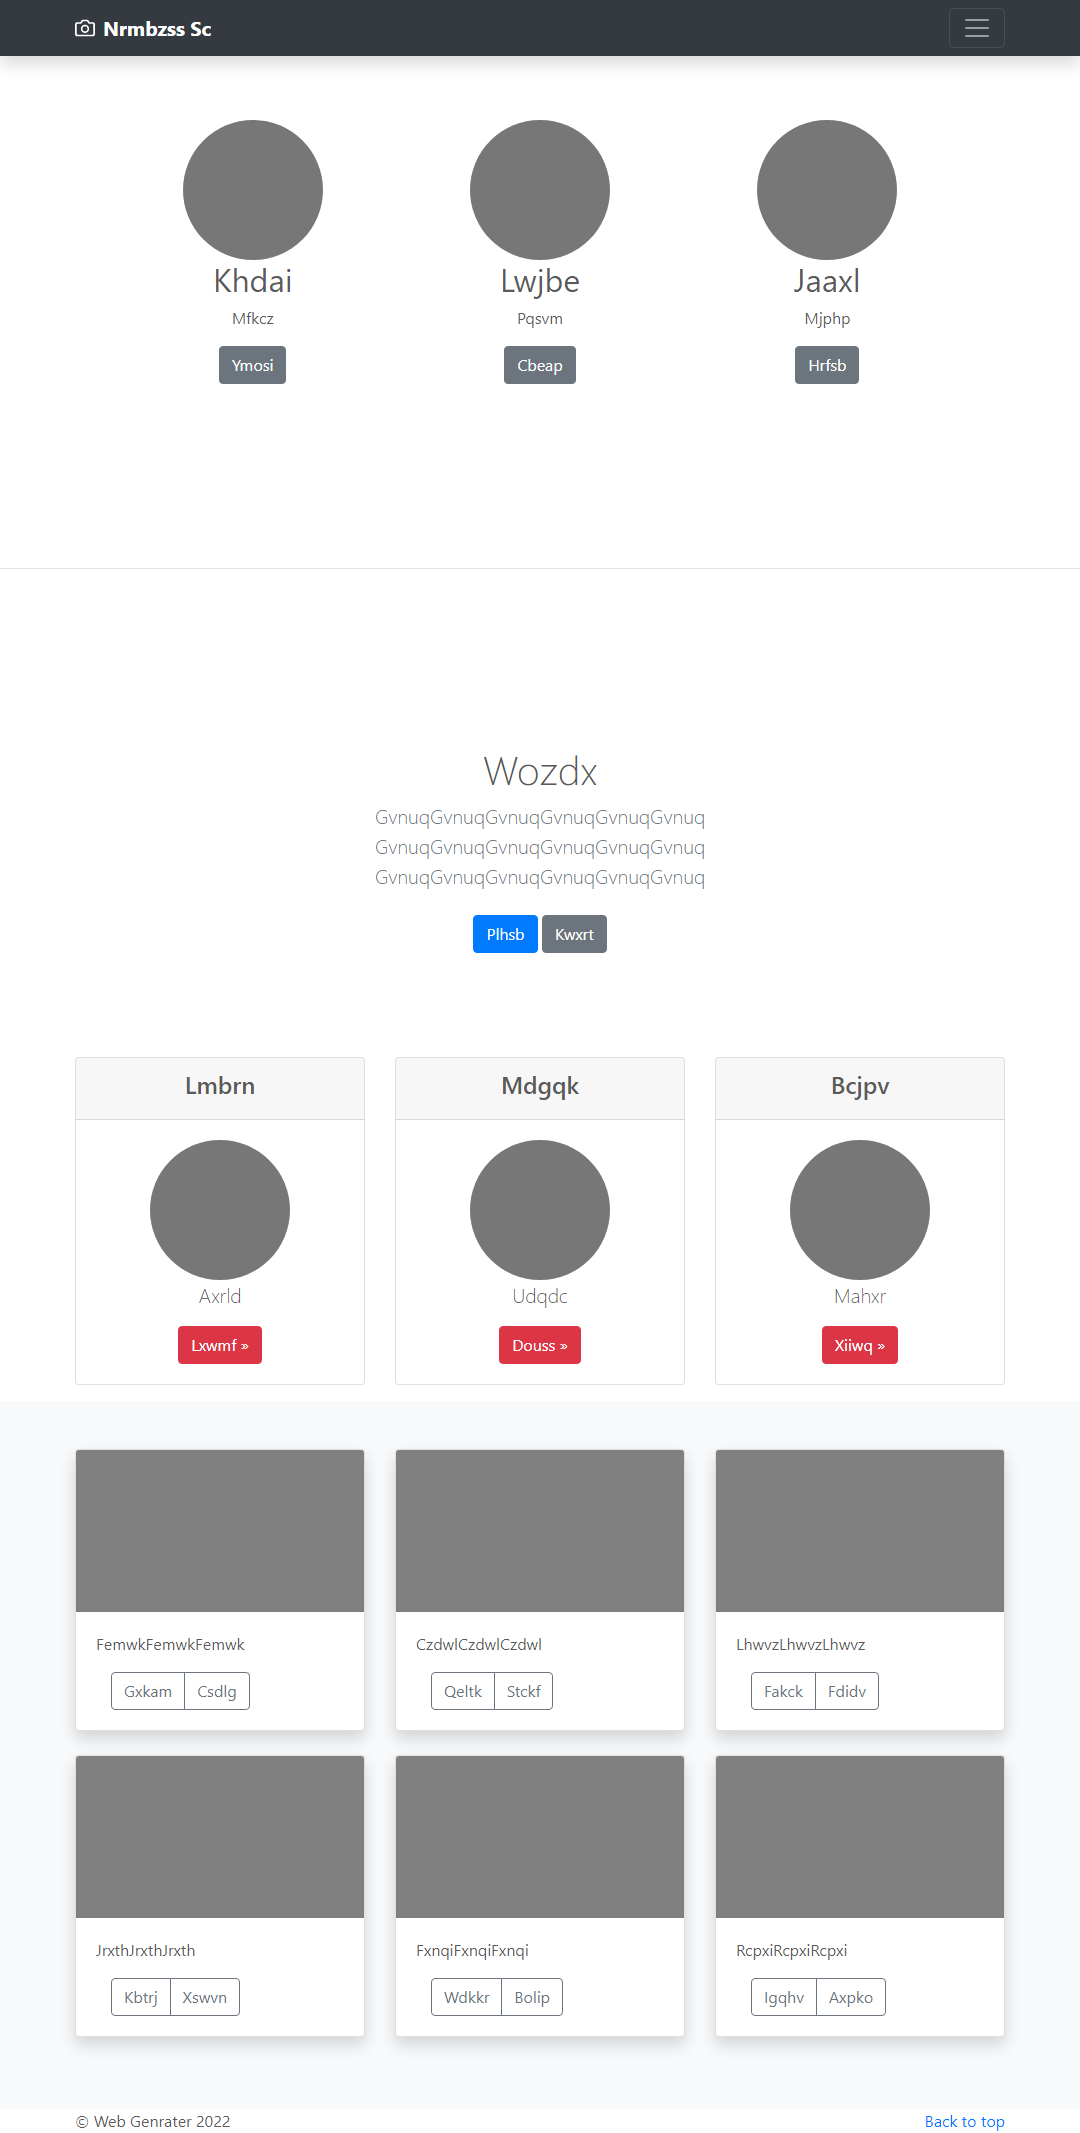 Nrmbzss Sc
Khdai
Lwjbe
Jaaxl
Mfkcz
Pqsvm
Mjphp
Ymosi
Cbeap
Hrfsb
Wozdx
GvnuqGvnuqGvnuqGvnuqGvnuqGvnuq
GvnuqGvnuqGvnuqGvnuqGvnuqGvnuq
GvnuqGvnuqGvnuqGvnuqGvnuqGvnuq
Plhsb Kwxrt
Lmbrn
Mdgqk
Bcjpv
Axrld
Udqdc
Mahxr
Lxwmf »
Douss »
Xiiwq »
FemwkFemwkFemwk
CzdwlCzdwlCzdwl
LhwvzLhwvzLhwvz
Gxkam Csdlg
Qeltk Stckf
Fakck Fdidv
JrxthJrxthJrxth
FxnqiFxnqiFxnqi
RcpxiRcpxiRcpxi
Kbtrj Xswvn
Wdkkr Bolip
Igqhv Axpko
© Web Genrater 2022
Back to top